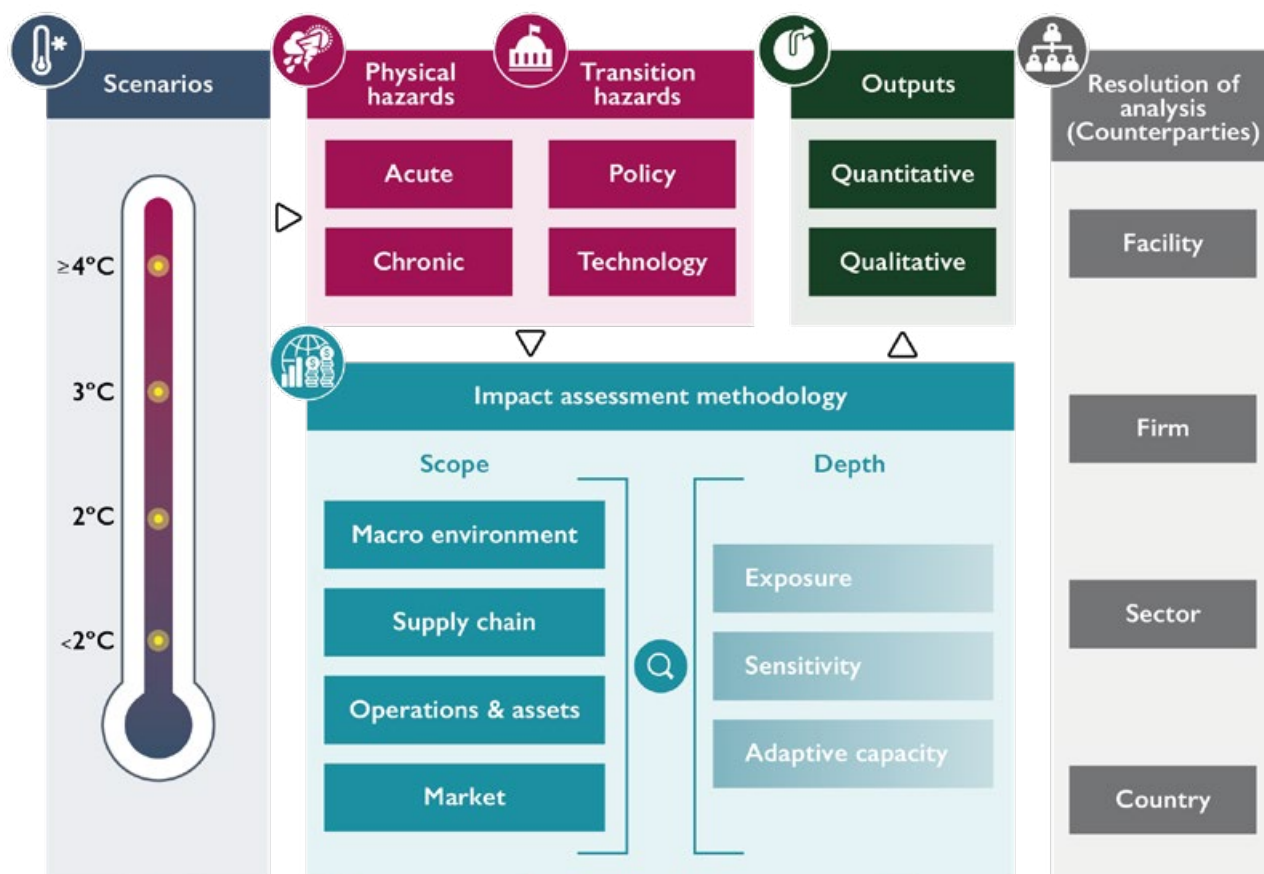 Scenarios
≥4°C
3°C
2°C
<2°C
Physical
hazards
Transition
hazards
Acute
Policy
Chronic
Technology
Outputs
Quantitative
Qualitative
Impact assessment methodology
Scope
Macro environment
Supply chain
Operations & assets
Market
Depth
Exposure
Sensitivity
Adaptive capacity
Resolution of
analysis
(Counterparties)
Facility
Firm
Sector
Country